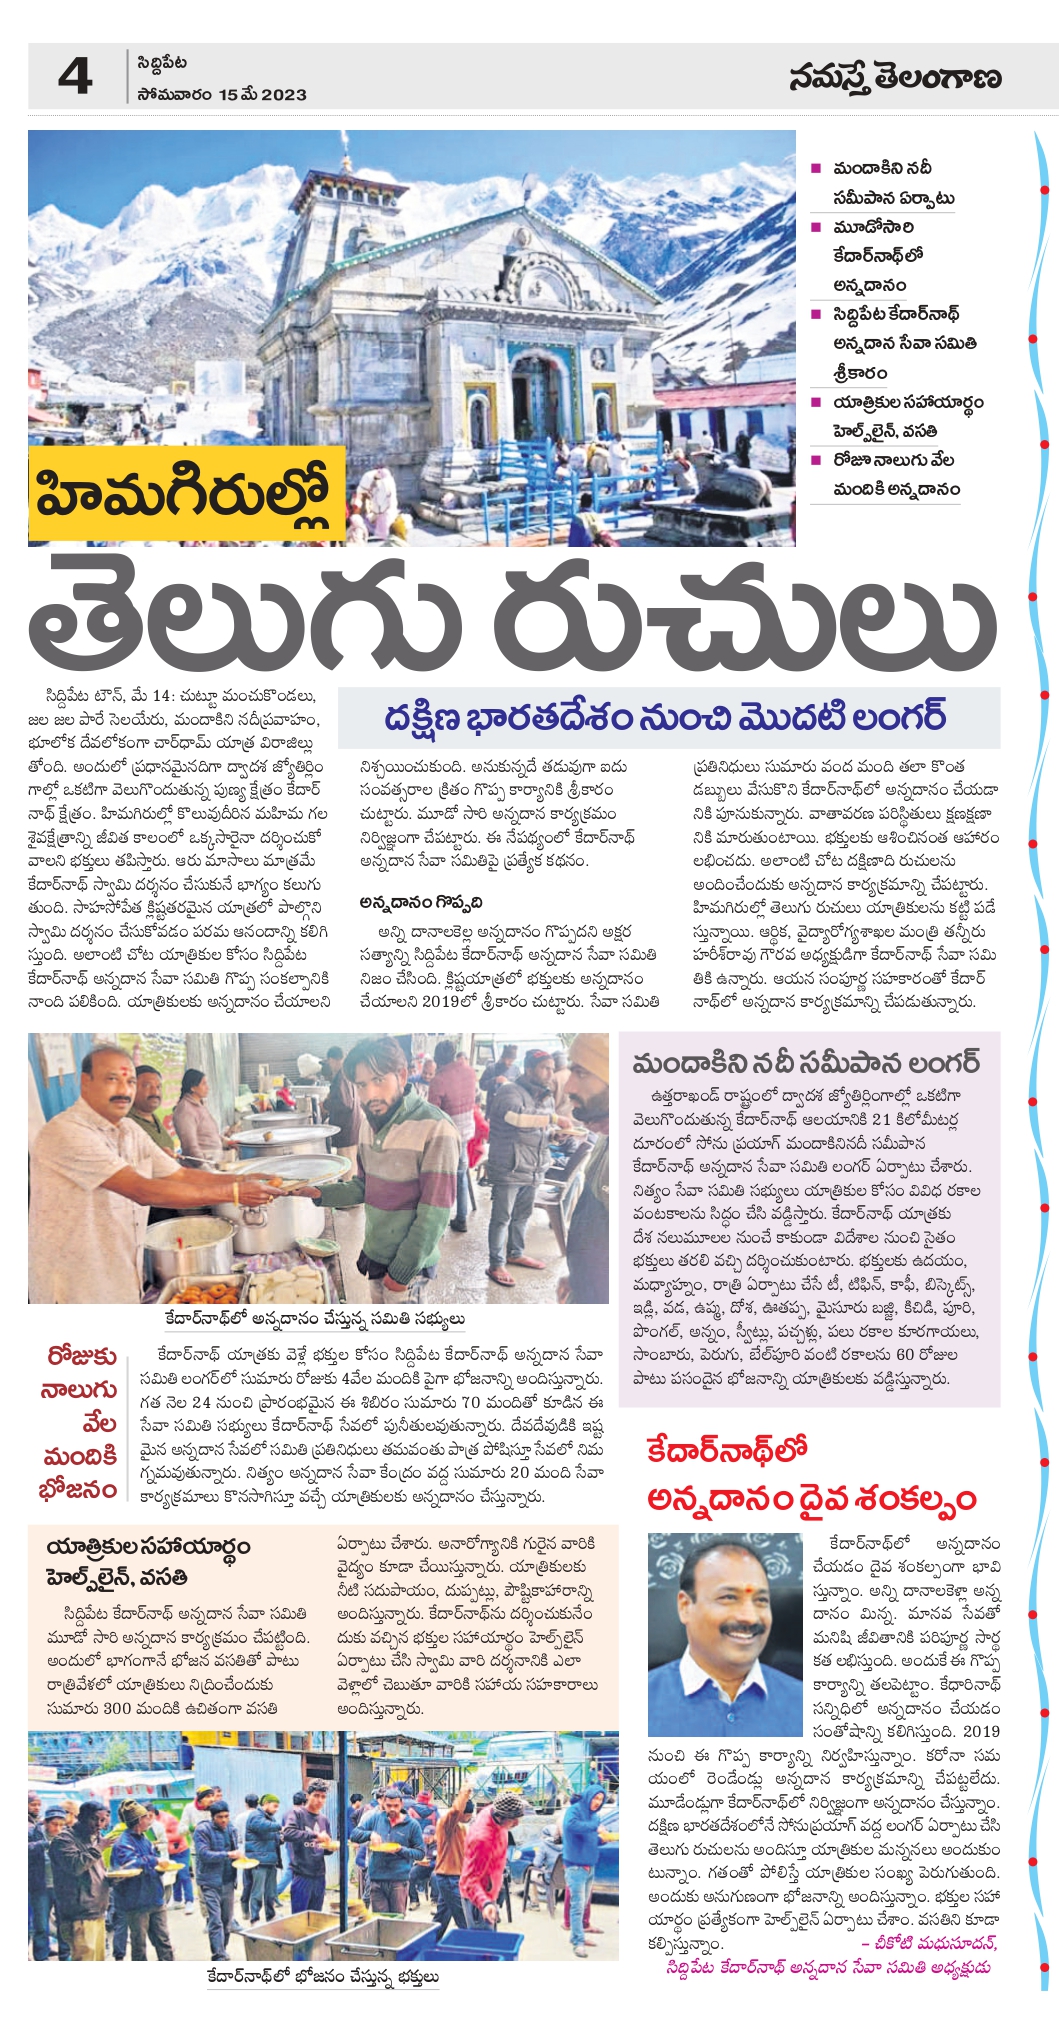 4
సిద్దిపేట
సోమవారం 15 మే 2023
నమస్తే తెలంగాణ
మందాకిని నదీ
సమీపాన ఏర్పాటు
మూడోసారి
కేదార్‌నాథ్‌లో
అన్నదానం
సిద్దిపేట కేదార్‌నాథ్
అన్నదాన సేవా సమితి
శ్రీకారం
యాత్రికుల సహాయార్థం
హెల్ప్‌లైన్, వసతి
రోజూ నాలుగు వేల
మందికి అన్నదానం
హిమగిరుల్లో
తెలుగు రుచులు
సిద్దిపేట టౌన్, మే 14: చుట్టూ మంచుకొండలు,
జల జల పారే సెలయేరు, మందాకిని నదీప్రవాహం,
భూలోక దేవలోకంగా చార్‌ధామ్ యాత్ర విరాజిల్లు
తోంది. అందులో ప్రధానమైనదిగా ద్వాదశ జ్యోతిర్లిం
గాల్లో ఒకటిగా వెలుగొందుతున్న పుణ్య క్షేత్రం కేదార్
నాథ్ క్షేత్రం. హిమగిరుల్లో కొలువుదీరిన మహిమ గల
శైవక్షేత్రాన్ని జీవిత కాలంలో ఒక్కసారైనా దర్శించుకో
వాలని భక్తులు తపిస్తారు. ఆరు మాసాలు మాత్రమే
కేదార్‌నాథ్ స్వామి దర్శనం చేసుకునే భాగ్యం కలుగు
తుంది. సాహసోపేత క్లిష్టతరమైన యాత్రలో పాల్గొని
స్వామి దర్శనం చేసుకోవడం పరమ ఆనందాన్ని కలిగి
స్తుంది. అలాంటి చోట యాత్రికుల కోసం సిద్దిపేట
కేదార్‌నాథ్ అన్నదాన సేవా సమితి గొప్ప సంకల్పానికి
నాంది పలికింది. యాత్రికులకు అన్నదానం చేయాలని
దక్షిణ భారతదేశం నుంచి మొదటి లంగర్
నిశ్చయించుకుంది. అనుకున్నదే తడువుగా ఐదు
సంవత్సరాల క్రితం గొప్ప కార్యానికి శ్రీకారం
చుట్టారు. మూడో సారి అన్నదాన కార్యక్రమం
నిర్విఘ్నంగా చేపట్టారు. ఈ నేపథ్యంలో కేదార్‌నాథ్
అన్నదాన సేవా సమితిపై ప్రత్యేక కథనం.
అన్నదానం గొప్పది
అన్ని దానాలకెల్ల అన్నదానం గొప్పదని అక్షర
సత్యాన్ని సిద్దిపేట కేదార్‌నాథ్ అన్నదాన సేవా సమితి
నిజం చేసింది. క్లిష్టయాత్రలో భక్తులకు అన్నదానం
చేయాలని 2019లో శ్రీకారం చుట్టారు. సేవా సమితి
ప్రతినిధులు సుమారు వంద మంది తలా కొంత
డబ్బులు వేసుకొని కేదార్‌నాథ్‌లో అన్నదానం చేయడా
నికి పూనుకున్నారు. వాతావరణ పరిస్థితులు క్షణక్షణా
నికి మారుతుంటాయి. భక్తులకు ఆశించినంత ఆహారం
లభించదు. అలాంటి చోట దక్షిణాది రుచులను
అందించేందుకు అన్నదాన కార్యక్రమాన్ని చేపట్టారు.
హిమగిరుల్లో తెలుగు రుచులు యాత్రికులను కట్టి పడే
స్తున్నాయి. ఆర్థిక, వైద్యారోగ్యశాఖల మంత్రి తన్నీరు
హరీశ్‌రావు గౌరవ అధ్యక్షుడిగా కేదార్‌నాథ్ సేవా సమి
తికి ఉన్నారు. ఆయన సంపూర్ణ సహకారంతో కేదార్
నాథ్‌లో అన్నదాన కార్యక్రమాన్ని చేపడుతున్నారు.
కేదార్‌నాథ్‌లో అన్నదానం చేస్తున్న సమితి సభ్యులు
మందాకిని నదీ సమీపాన లంగర్
ఉత్తరాఖండ్ రాష్ట్రంలో ద్వాదశ జ్యోతిర్లింగాల్లో ఒకటిగా
వెలుగొందుతున్న కేదార్‌నాథ్ ఆలయానికి 21 కిలోమీటర్ల
దూరంలో సోను ప్రయాగ్ మందాకినినదీ సమీపాన
కేదార్‌నాథ్ అన్నదాన సేవా సమితి లంగర్ ఏర్పాటు చేశారు.
నిత్యం సేవా సమితి సభ్యులు యాత్రికుల కోసం వివిధ రకాల
వంటకాలను సిద్ధం చేసి వడ్డిస్తారు. కేదార్‌నాథ్ యాత్రకు
దేశ నలుమూలల నుంచే కాకుండా విదేశాల నుంచి సైతం
భక్తులు తరలి వచ్చి దర్శించుకుంటారు. భక్తులకు ఉదయం,
మధ్యాహ్నం, రాత్రి ఏర్పాటు చేసే టీ, టిఫిన్, కాఫీ, బిస్కెట్స్,
ఇడ్లి, వడ, ఉప్మ, దోశ, ఊతప్ప, మైసూరు బజ్జి, కిచిడి, పూరి,
పొంగల్, అన్నం, స్వీట్లు, పచ్చళ్లు, పలు రకాల కూరగాయలు,
సాంబారు, పెరుగు, బేల్‌పూరి వంటి రకాలను 60 రోజుల
పాటు పసందైన భోజనాన్ని యాత్రికులకు వడ్డిస్తున్నారు.
రోజుకు
నాలుగు
వేల
మందికి
భోజనం
కేదార్‌నాథ్ యాత్రకు వెళ్లే భక్తుల కోసం సిద్దిపేట కేదార్‌నాథ్ అన్నదాన సేవా
సమితి లంగర్‌లో సుమారు రోజుకు 4వేల మందికి పైగా భోజనాన్ని అందిస్తున్నారు.
గత నెల 24 నుంచి ప్రారంభమైన ఈ శిబిరం సుమారు 70 మందితో కూడిన ఈ
సేవా సమితి సభ్యులు కేదార్‌నాథ్ సేవలో పునీతులవుతున్నారు. దేవదేవుడికి ఇష్ట
మైన అన్నదాన సేవలో సమితి ప్రతినిధులు తమవంతు పాత్ర పోషిస్తూ సేవలో నిమ
గ్నమవుతున్నారు. నిత్యం అన్నదాన సేవా కేంద్రం వద్ద సుమారు 20 మంది సేవా
కార్యక్రమాలు కొనసాగిస్తూ వచ్చే యాత్రికులకు అన్నదానం చేస్తున్నారు.
యాత్రికుల సహాయార్థం
హెల్ప్‌లైన్, వసతి
సిద్దిపేట కేదార్‌నాథ్ అన్నదాన సేవా సమితి
మూడో సారి అన్నదాన కార్యక్రమం చేపట్టింది.
అందులో భాగంగానే భోజన వసతితో పాటు
రాత్రివేళలో యాత్రికులు నిద్రించేందుకు
సుమారు 300 మందికి ఉచితంగా వసతి
ఏర్పాటు చేశారు. అనారోగ్యానికి గురైన వారికి
వైద్యం కూడా చేయిస్తున్నారు. యాత్రికులకు
నీటి సదుపాయం, దుప్పట్లు, పౌష్టికాహారాన్ని
అందిస్తున్నారు. కేదార్‌నాథ్‌ను దర్శించుకునేం
దుకు వచ్చిన భక్తుల సహాయార్థం హెల్ప్‌లైన్
ఏర్పాటు చేసి స్వామి వారి దర్శనానికి ఎలా
వెళ్లాలో చెబుతూ వారికి సహాయ సహకారాలు
అందిస్తున్నారు.
కేదార్‌నాథ్‌లో భోజనం చేస్తున్న భక్తులు
కేదార్‌నాథ్‌లో
అన్నదానం దైవ శంకల్పం
కేదార్‌నాథ్‌లో అన్నదానం
చేయడం దైవ శంకల్పంగా భావి
స్తున్నాం. అన్ని దానాలకెళ్లా అన్న
దానం మిన్న. మానవ సేవతో
మనిషి జీవితానికి పరిపూర్ణ సార్థ
కత లభిస్తుంది. అందుకే ఈ గొప్ప
కార్యాన్ని తలపెట్టాం. కేధారినాథ్
సన్నిధిలో అన్నదానం చేయడం
సంతోషాన్ని కలిగిస్తుంది. 2019
నుంచి ఈ గొప్ప కార్యాన్ని నిర్వహిస్తున్నాం. కరోనా సమ
యంలో రెండేండ్లు అన్నదాన కార్యక్రమాన్ని చేపట్టలేదు.
మూడేండ్లుగా కేదార్‌నాథ్‌లో నిర్విఘ్నంగా అన్నదానం చేస్తున్నాం.
దక్షిణ భారతదేశంలోనే సోనుప్రయాగ్ వద్ద లంగర్ ఏర్పాటు చేసి
తెలుగు రుచులను అందిస్తూ యాత్రికుల మన్ననలు అందుకుం
టున్నాం. గతంతో పోలిస్తే యాత్రికుల సంఖ్య పెరుగుతుంది.
అందుకు అనుగుణంగా భోజనాన్ని అందిస్తున్నాం. భక్తుల సహా
యార్థం ప్రత్యేకంగా హెల్ప్‌లైన్ ఏర్పాటు చేశాం. వసతిని కూడా
కల్పిస్తున్నాం.
– చీకోటి మధుసూదన్,
సిద్దిపేట కేదార్‌నాథ్ అన్నదాన సేవా సమితి అధ్యక్షుడు